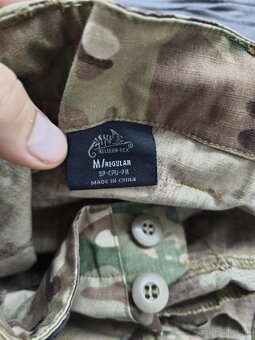 HELIKON-TEX
M/REGULAR
SP-CPU-PR
MADE IN CHINA